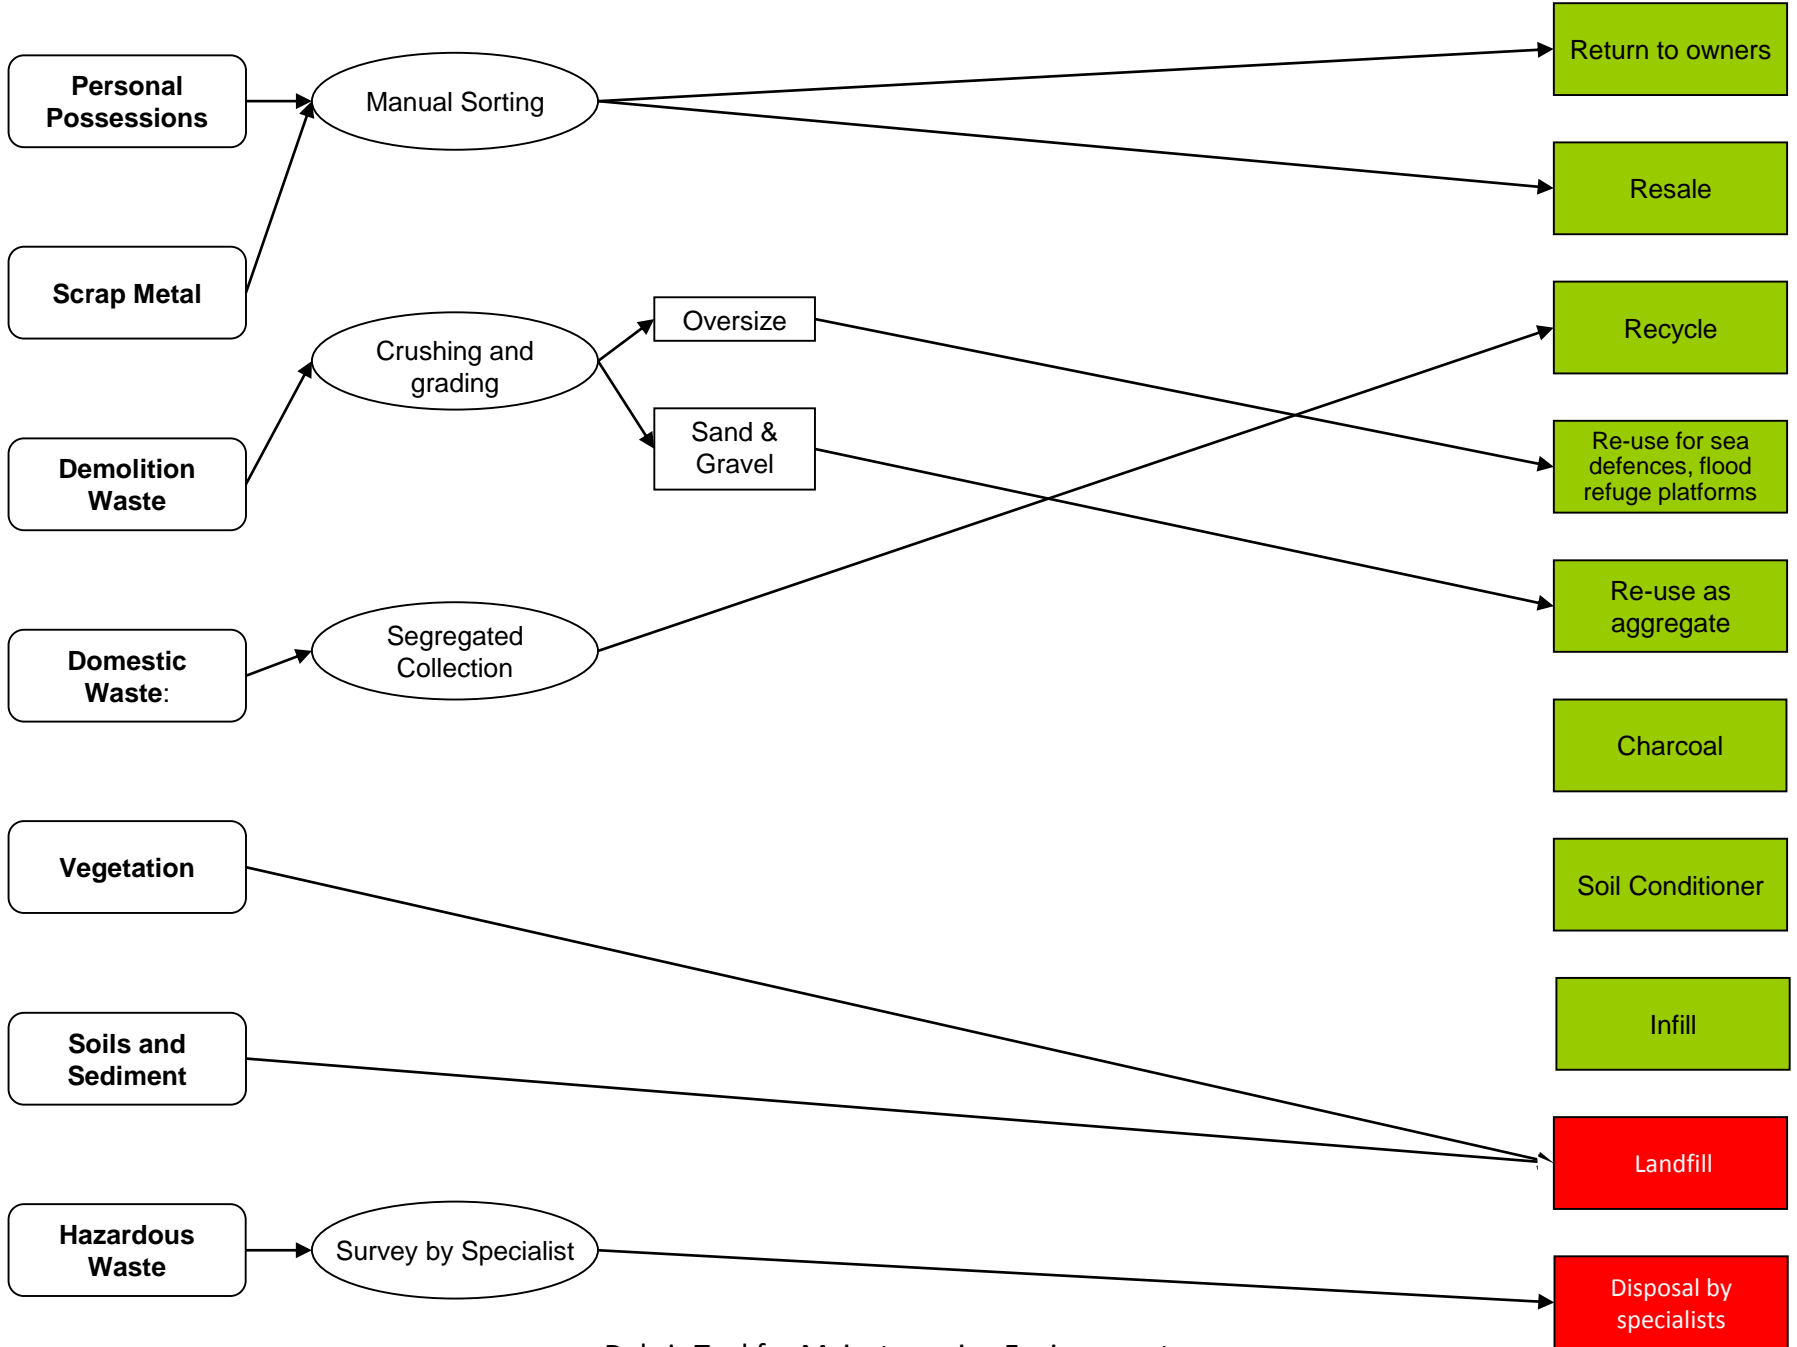 Personal
Possessions
Manual Sorting
Return to owners
Resale
Scrap Metal
Oversize
Recycle
Crushing and
grading
Sand &
Gravel
Re-use for sea
defences, flood
refuge platforms
Demolition
Waste
Re-use as
aggregate
Domestic
Waste:
Segregated
Collection
Charcoal
Vegetation
Soil Conditioner
Soils and
Sediment
Infill
Landfill
Hazardous
Waste
Survey by Specialist
Disposal by
specialists